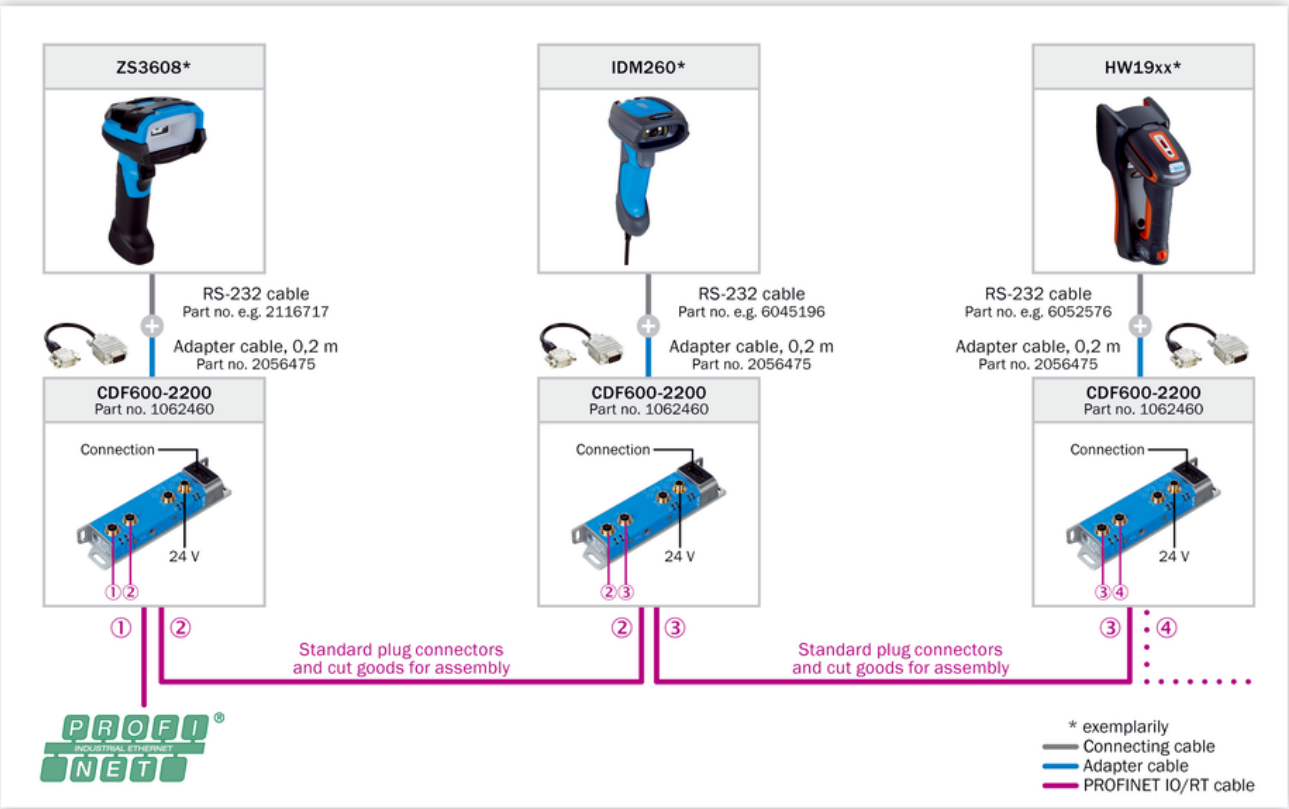 ZS3608*
IDM260*
HW19xx*
RS-232 cable
Part no. e.g. 2116717
Adapter cable, 0,2 m
Part no. 2056475
RS-232 cable
Part no. e.g. 6045196
Adapter cable, 0,2 m
Part no. 2056475
RS-232 cable
Part no. e.g. 6052576
Adapter cable, 0,2 m
Part no. 2056475
CDF600-2200
Part no. 1062460
Connection
24 V
①②
CDF600-2200
Part no. 1062460
Connection
24 V
②③
CDF600-2200
Part no. 1062460
Connection
24 V
③④
① ②
Standard plug connectors
and cut goods for assembly
② ③
Standard plug connectors
and cut goods for assembly
③ ④
PROFI®
INDUSTRIAL ETHERNET
NET
* exemplarily
Connecting cable
Adapter cable
PROFINET IO/RT cable